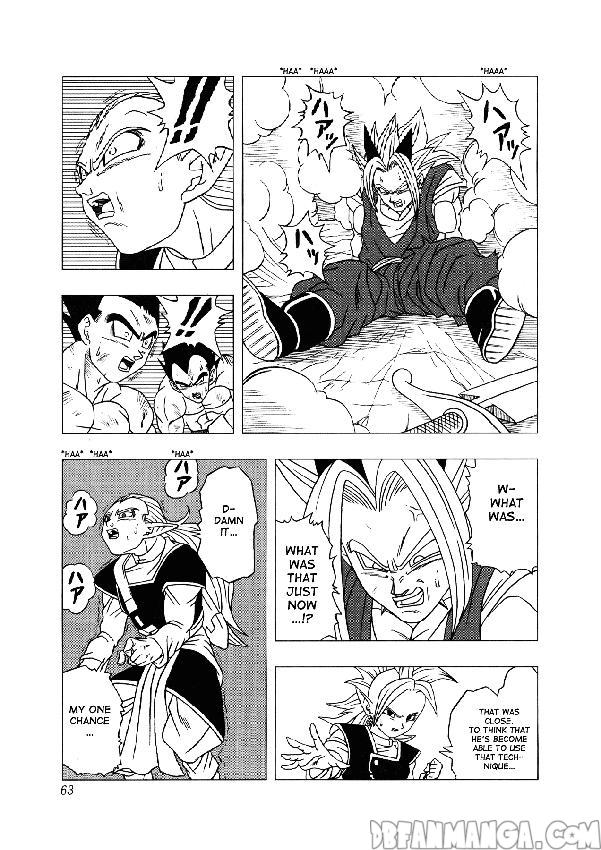 *HAA* *HAAA*
*HAAA*
ハアッ
ハアッ
ハアッ
!!
!!
W-
WHAT
WAS...
WHAT
WAS
THAT
JUST
NOW
...!?
*HAA* *HAA*
*HAA*
ハア
ハア
ハア
D-
DAMN
IT...
MY ONE
CHANCE
...
THAT WAS
CLOSE.
TO THINK THAT
HE'S BECOME
ABLE TO USE
THAT TECH-
NIQUE...
63
DBFANMANGA.COM